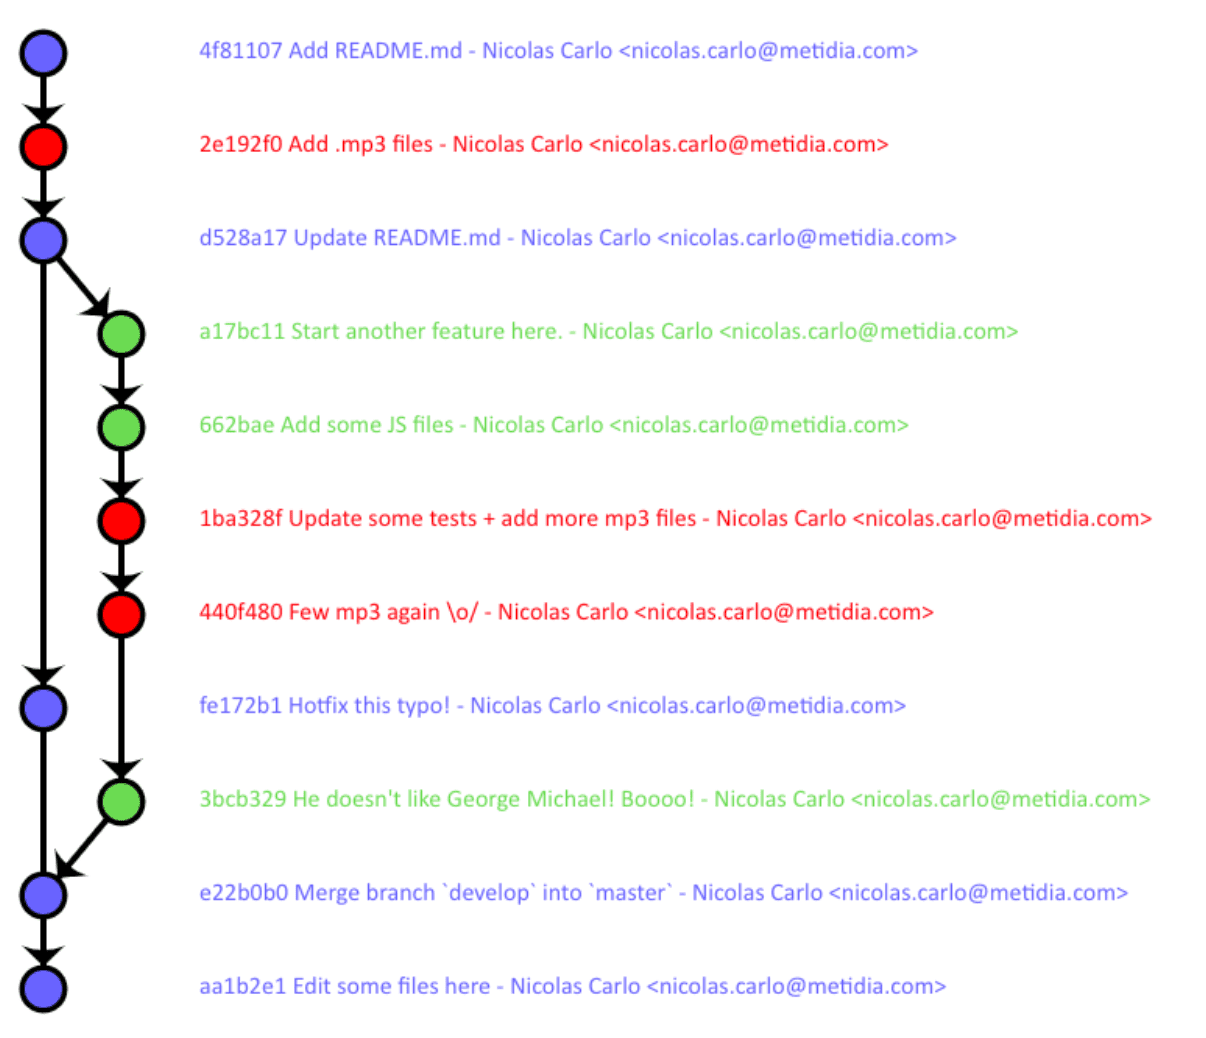 4f81107 Add README.md - Nicolas Carlo <nicolas.carlo@metidia.com>
2e192f0 Add .mp3 files - Nicolas Carlo <nicolas.carlo@metidia.com>
d528a17 Update README.md - Nicolas Carlo <nicolas.carlo@metidia.com>
a17bc11 Start another feature here. - Nicolas Carlo <nicolas.carlo@metidia.com>
662bae Add some JS files - Nicolas Carlo <nicolas.carlo@metidia.com>
1ba328f Update some tests + add more mp3 files - Nicolas Carlo <nicolas.carlo@metidia.com>
440f480 Few mp3 again \o/ - Nicolas Carlo <nicolas.carlo@metidia.com>
fe172b1 Hotfix this typo! - Nicolas Carlo <nicolas.carlo@metidia.com>
3bcb329 He doesn't like George Michael! Boooo! - Nicolas Carlo <nicolas.carlo@metidia.com>
e22b0b0 Merge branch `develop` into `master` - Nicolas Carlo <nicolas.carlo@metidia.com>
aa1b2e1 Edit some files here - Nicolas Carlo <nicolas.carlo@metidia.com>